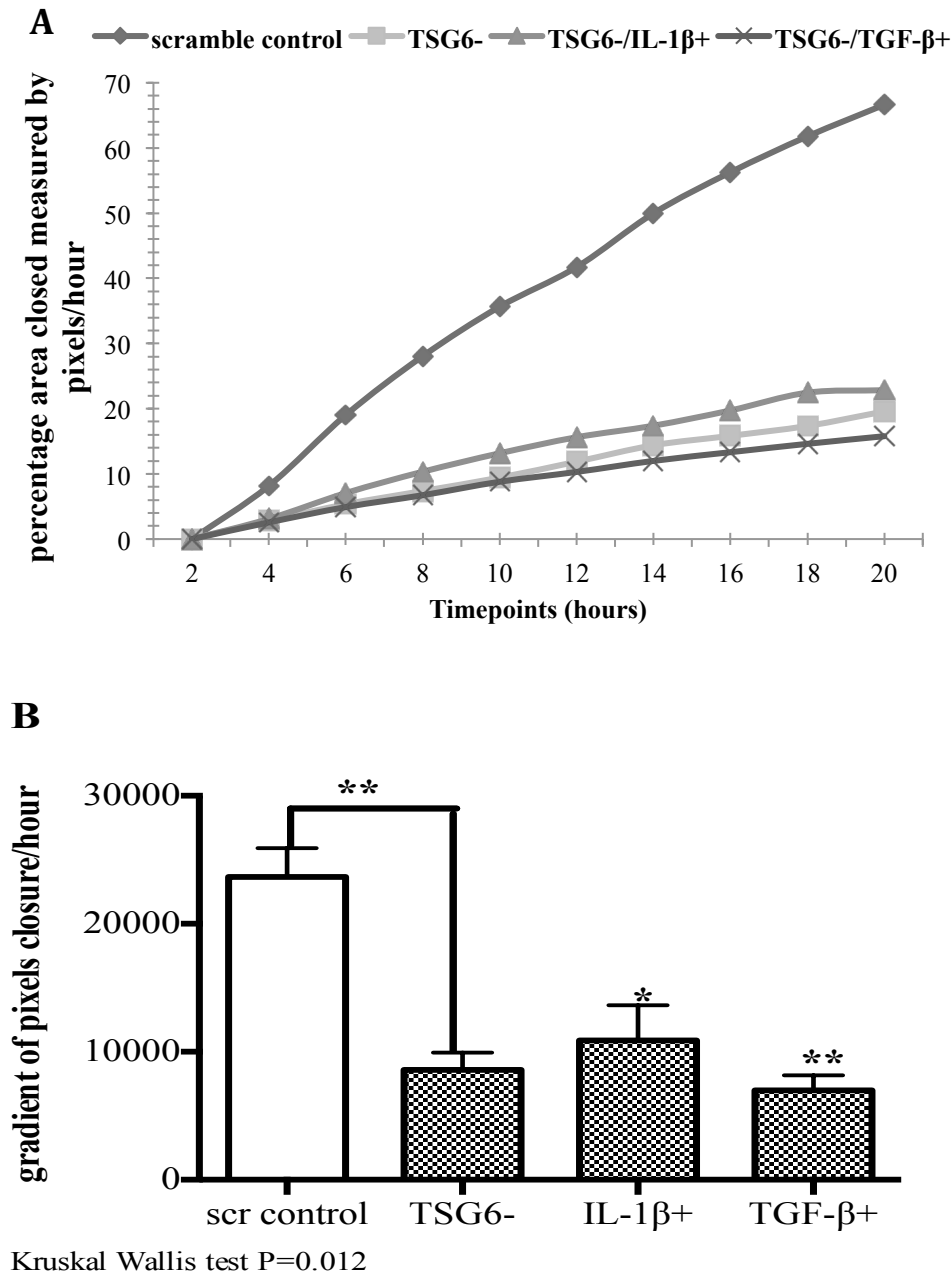 A
scramble control TSG6- TSG6-/IL-1β+ TSG6-/TGF-β+
percentage area closed measured by
pixels/hour
70
60
50
40
30
20
10
0
2 4 6 8 10 12 14 16 18 20
Timepoints (hours)
B
gradient of pixels closure/hour
30000
20000
10000
0
**
*
**
scr control TSG6- IL-1β+ TGF-β+
Kruskal Wallis test P=0.012